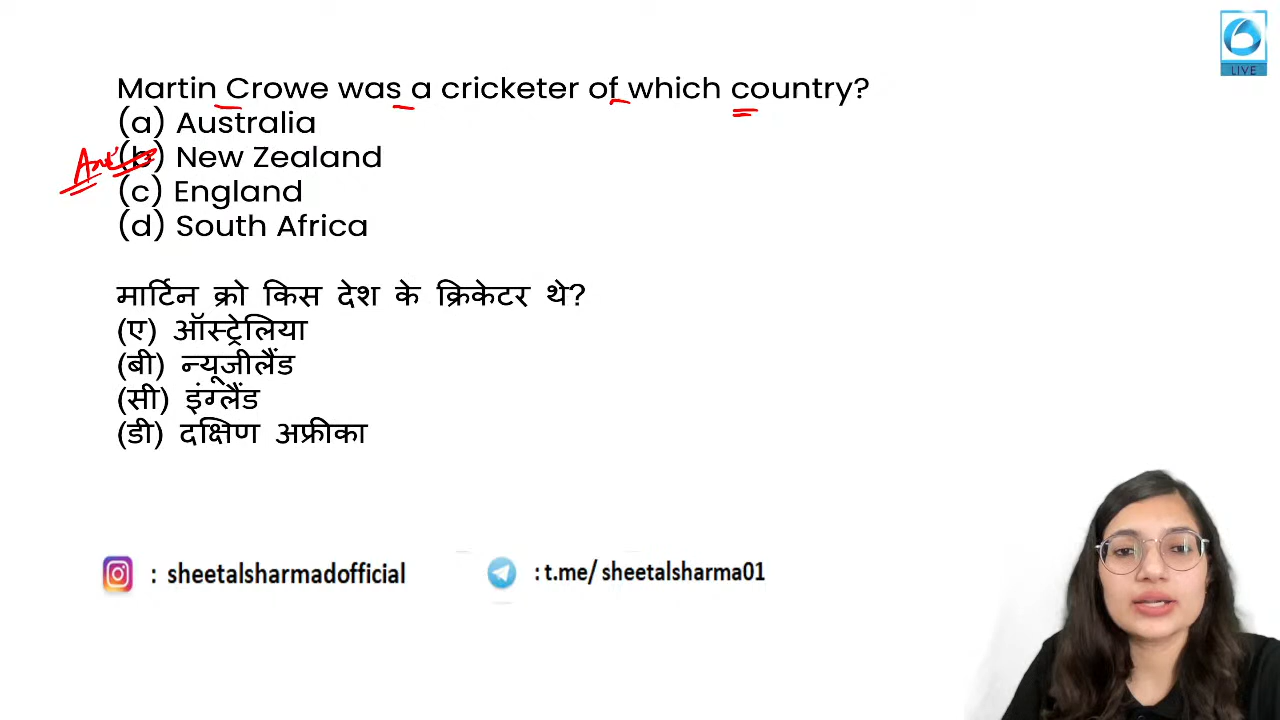 LIVE
Martin Crowe was a cricketer of which country?
(a) Australia
Ans (b) New Zealand
(c) England
(d) South Africa
मार्टिन क्रो किस देश के क्रिकेटर थे?
(ए) ऑस्ट्रेलिया
(बी) न्यूजीलैंड
(सी) इंग्लैंड
(डी) दक्षिण अफ्रीका
: sheetalsharmadofficial
: t.me/ sheetalsharma01